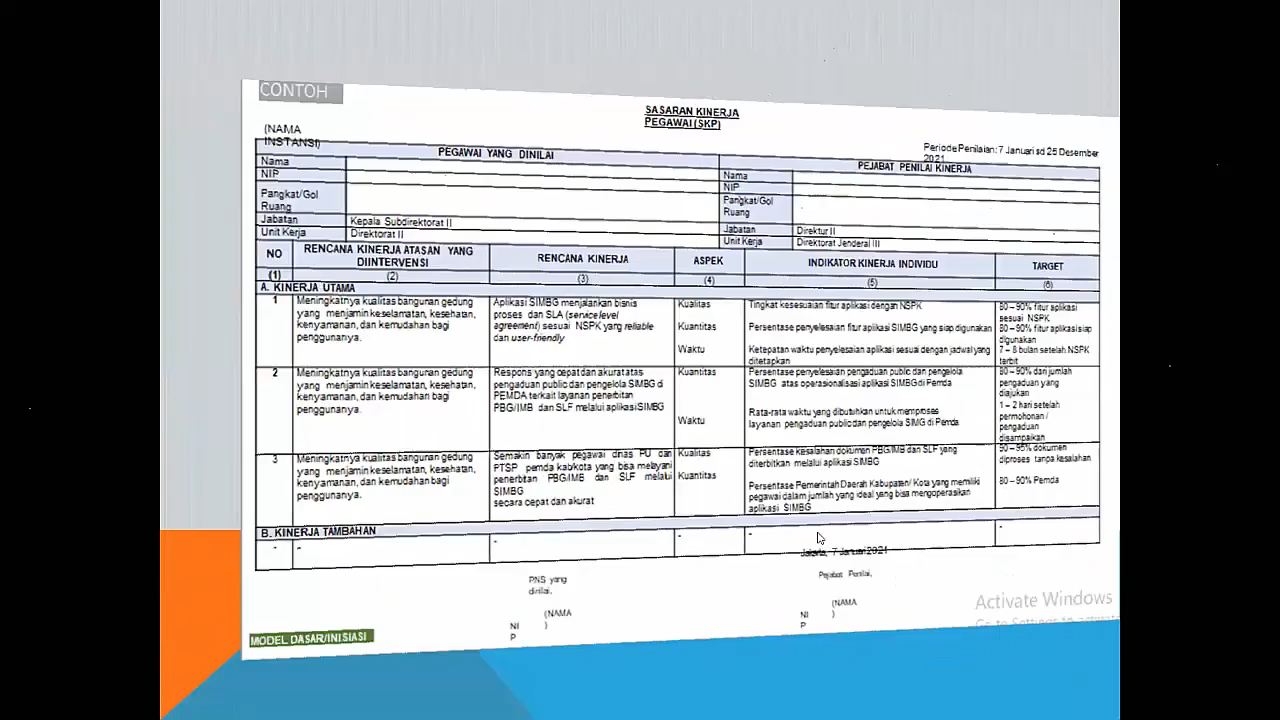 CONTOH
SASARAN KINERJA
PEGAWAI (SKP)
(NAMA
INSTANSI)
Periode Penilaian: 7 Januari sd 25 Desember
2021
PEGAWAI YANG DINILAI
PEJABAT PENILAI KINERJA
Nama
Nama
NIP
NIP
Pangkat/Gol
Ruang
Pangkat/Gol
Ruang
Jabatan Kepala Subdirektorat II
Jabatan Direktur II
Unit Kerja Direktorat II
Unit Kerja Direktorat Jenderal III
NO
RENCANA KINERJA ATASAN YANG
DIINTERVENSI
RENCANA KINERJA
ASPEK
INDIKATOR KINERJA INDIVIDU
TARGET
(1) (2) (3) (4) (5) (6)
A. KINERJA UTAMA
1
Meningkatnya kualitas bangunan gedung
yang menjamin keselamatan, kesehatan,
kenyamanan, dan kemudahan bagi
penggunanya.
Aplikasi SIMBG menjalankan bisnis
proses dan SLA (service level
agreement) sesuai NSPK yang reliable
dan user-friendly
Kualitas
Tingkat kesesuaian fitur aplikasi dengan NSPK
80 – 90% fitur aplikasi
sesuai NSPK
Kuantitas
Persentase penyelesaian fitur aplikasi SIMBG yang siap digunakan
80 – 90% fitur aplikasi siap
digunakan
Waktu
Ketepatan waktu penyelesaian aplikasi sesuai dengan jadwal yang
ditetapkan
7 – 8 bulan setelah NSPK
terbit
2
Meningkatnya kualitas bangunan gedung
yang menjamin keselamatan, kesehatan,
kenyamanan, dan kemudahan bagi
penggunanya.
Respons yang cepat dan akurat atas
pengaduan public dan pengelola SIMBG di
PEMDA terkait layanan penerbitan
PBG/IMB dan SLF melalui aplikasi SIMBG
Kuantitas
Persentase penyelesaian pengaduan public dan pengelola
SIMBG atas operasionalisasi aplikasi SIMBG di Pemda
80 – 90% dari jumlah
pengaduan yang
diajukan
Waktu
Rata-rata waktu yang dibutuhkan untuk memproses
layanan pengaduan public dan pengelola SIMG di Pemda
1 – 2 hari setelah
permohonan /
pengaduan
disampaikan
3
Meningkatnya kualitas bangunan gedung
yang menjamin keselamatan, kesehatan,
kenyamanan, dan kemudahan bagi
penggunanya.
Semakin banyak pegawai dinas PU dan
PTSP pemda kab/kota yang bisa melayani
penerbtan PBG/IMB dan SLF melalui
SIMBG
secara cepat dan akurat
Kualitas
Persentase kesalahan dokumen PBG/IMB dan SLF yang
diterbitkan melalui aplikasi SIMBG
90 – 95% dokumen
diproses tanpa kesalahan
Kuantitas
Persentase Pemerintah Daerah Kabupaten/ Kota yang memiliki
pegawai dalam jumlah yang ideal yang bisa mengoperasikan
aplikasi SIMBG
80 – 90% Pemda
B. KINERJA TAMBAHAN
- - - - - -
Jakarta, 7 Januari 2021
PNS yang
dinilai,
Pejabat Penilai,
(NAMA
)
NI
P
(NAMA
)
NI
P
MODEL DASAR/INISIASI
Activate Windows
Go to Settings to activate